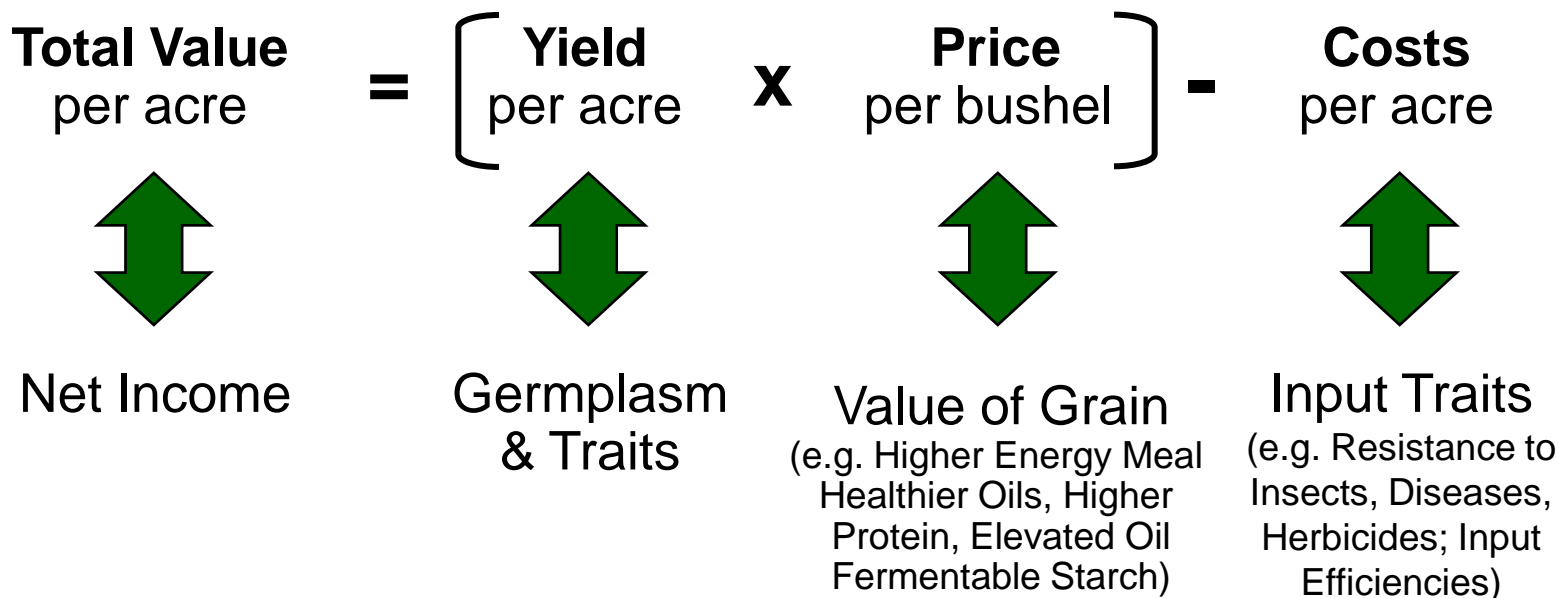 Total Value
per acre
=
Yield
per acre
x
Price
per bushel
-
Costs
per acre
Net Income
Germplasm
& Traits
Value of Grain
(e.g. Higher Energy Meal
Healthier Oils, Higher
Protein, Elevated Oil
Fermentable Starch)
Input Traits
(e.g. Resistance to
Insects, Diseases,
Herbicides; Input
Efficiencies)